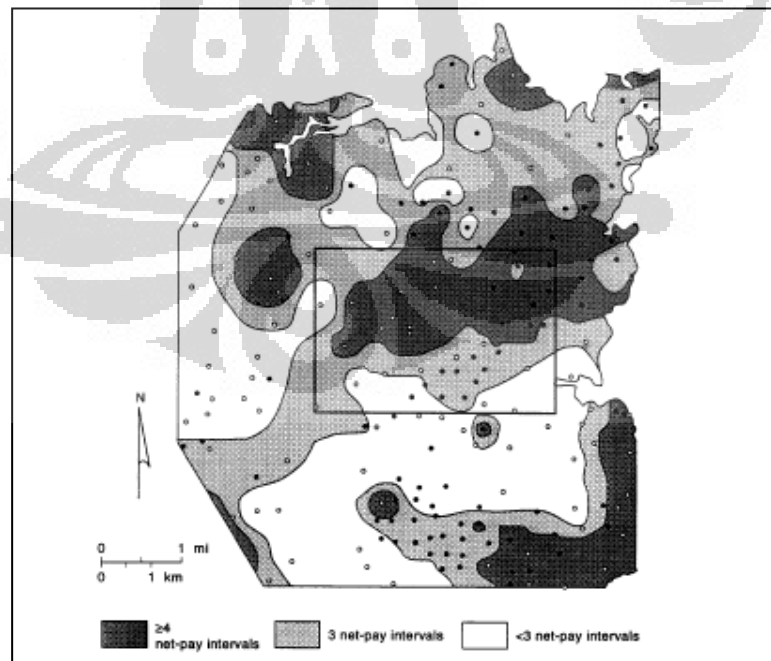 N
0 1 mi
0 1 km
≥4
net-pay intervals
3 net-pay intervals
<3 net-pay intervals